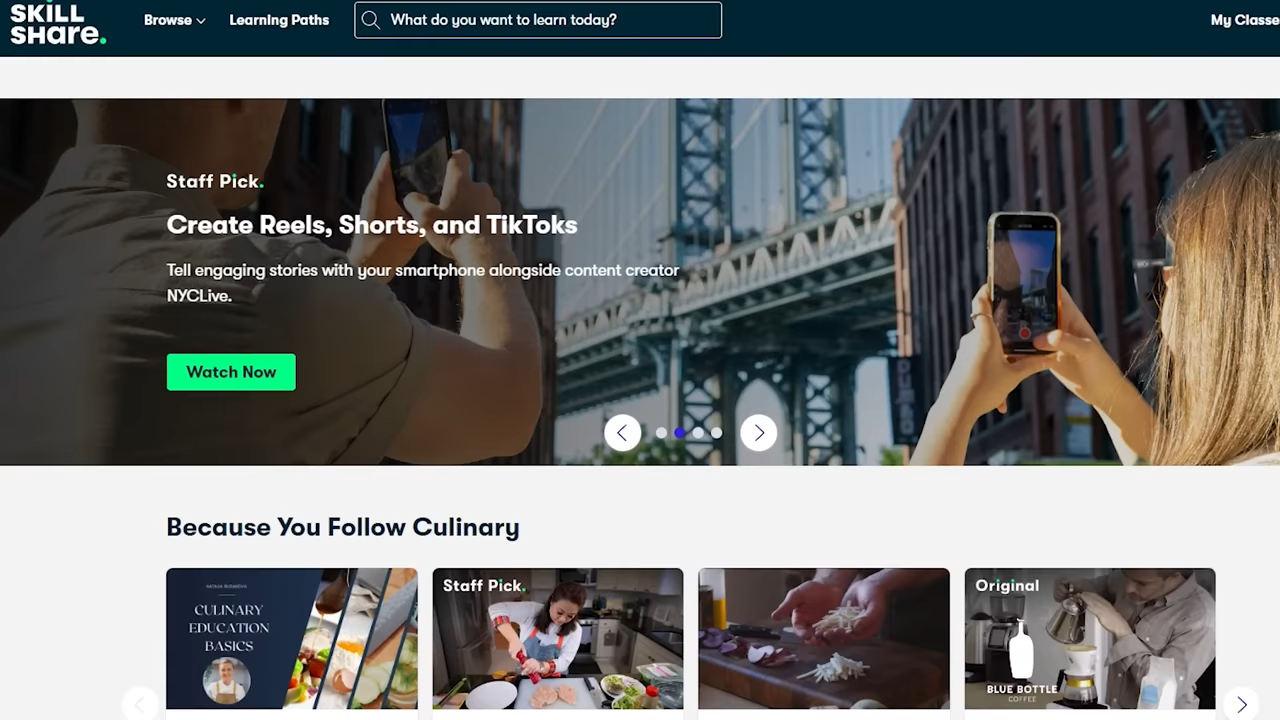 SKILL
SHare.
Browse
Learning Paths
What do you want to learn today?
My Classe
Staff Pick.
Create Reels, Shorts, and TikToks
Tell engaging stories with your smartphone alongside content creator
NYCLive.
Watch Now
Because You Follow Culinary
CULINARY
EDUCATION
BASICS
Staff Pick.
Original
BLUE BOTTLE
COFFEE